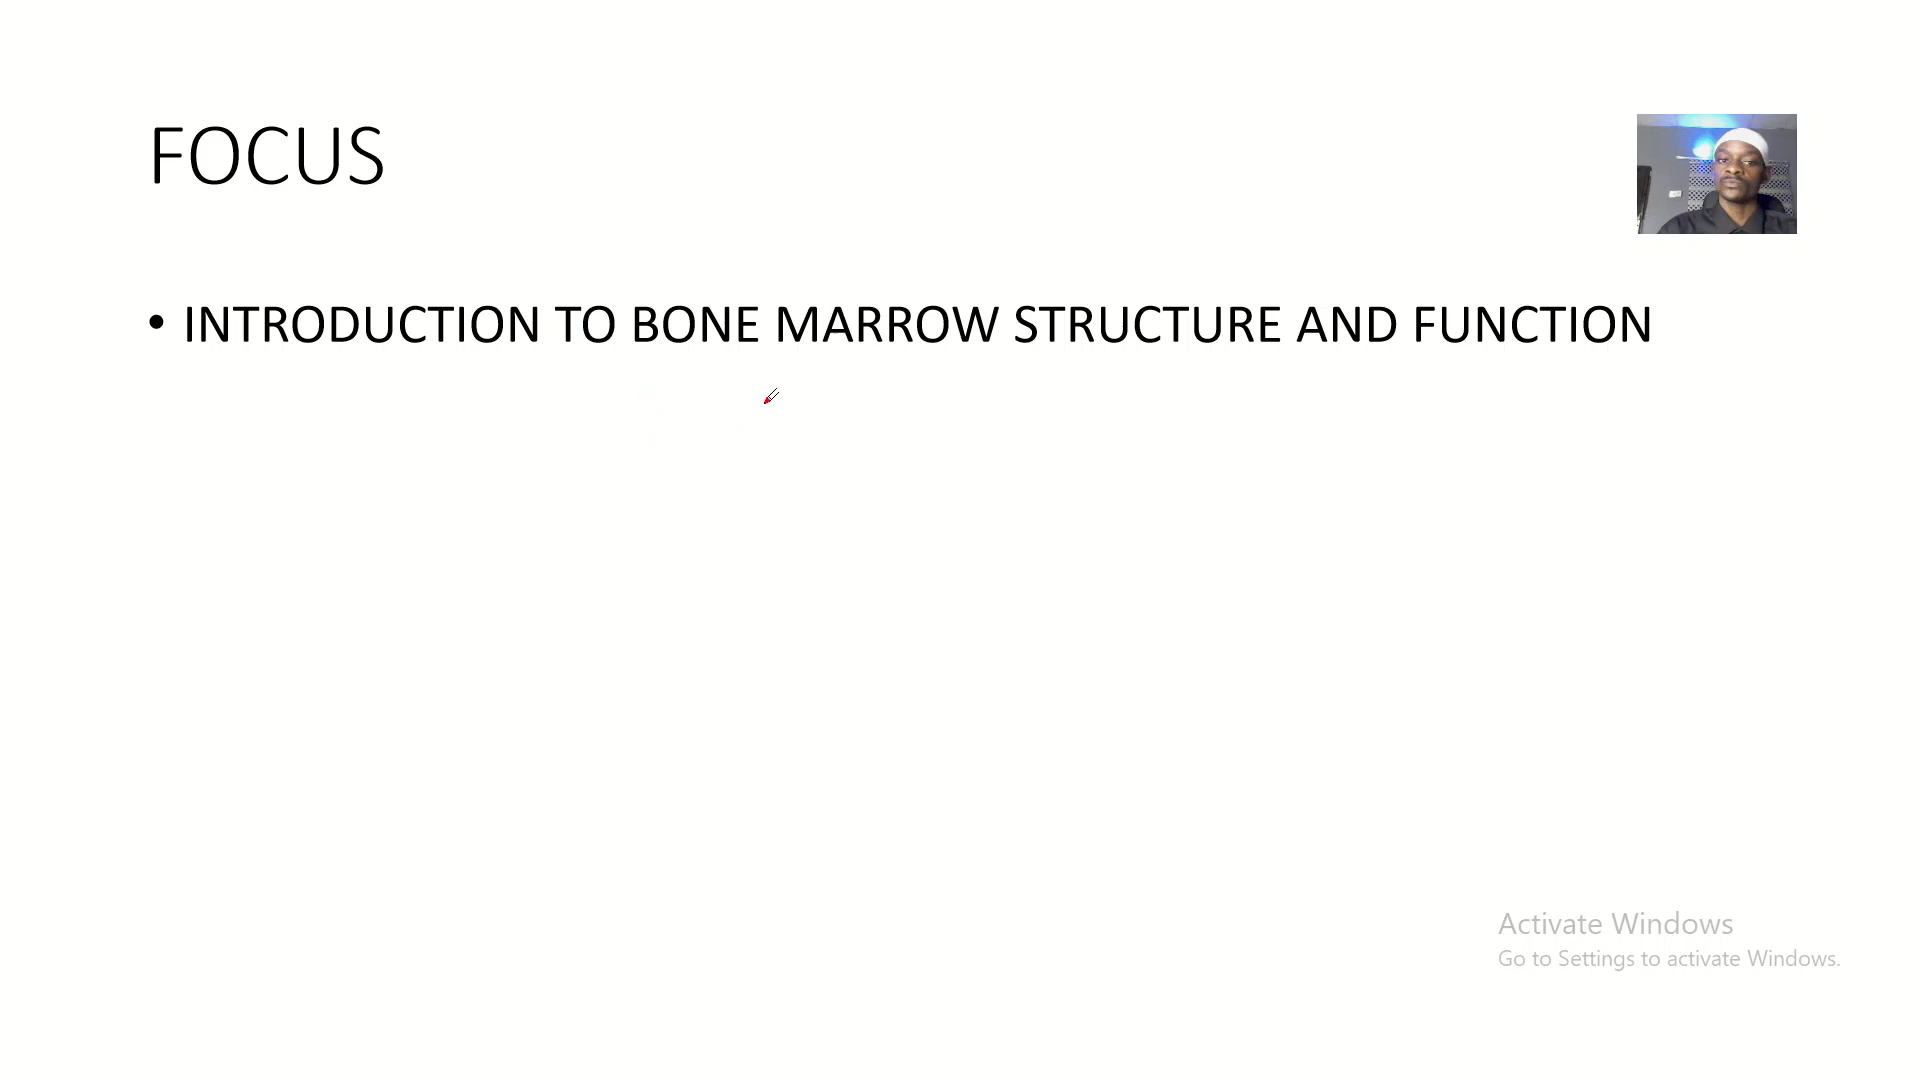 FOCUS
• INTRODUCTION TO BONE MARROW STRUCTURE AND FUNCTION
Activate Windows
Go to Settings to activate Windows.